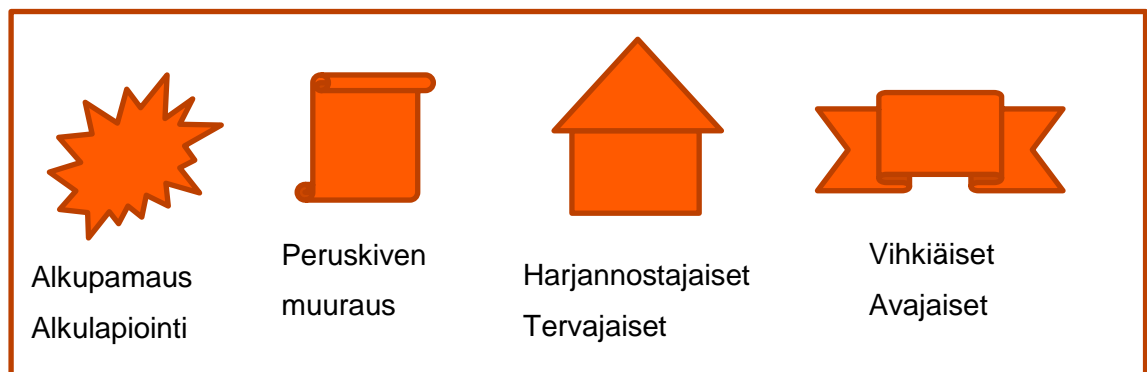 Alkupamaus
Alkulapiointi
Peruskiven
muuraus
Harjannostajaiset
Tervajaiset
Vihkiäiset
Avajaiset